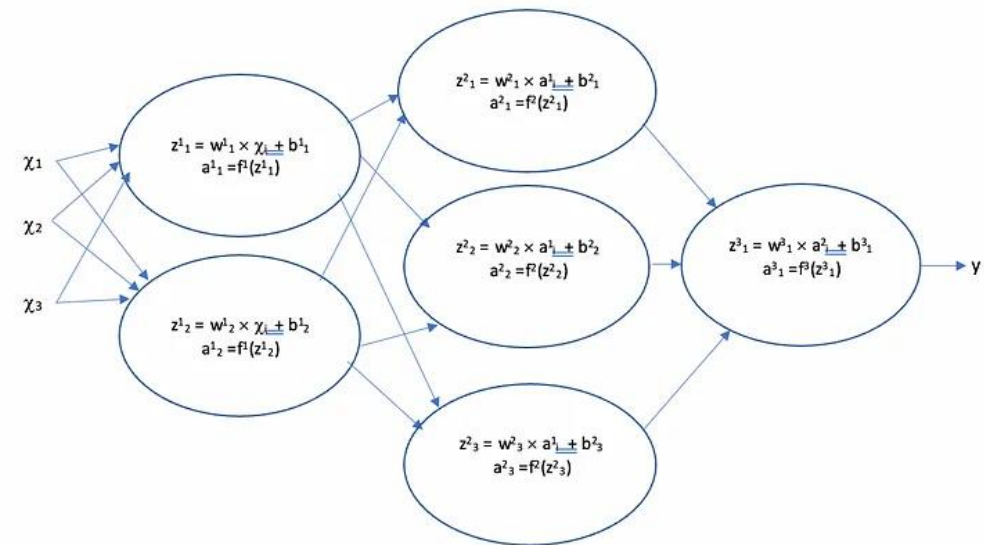 χ₁
χ₂
χ₃
z¹₁ = w¹₁ × χᵢ + b¹₁
a¹₁ =f¹(z¹₁)
z¹₂ = w¹₂ × χᵢ + b¹₂
a¹₂ =f¹(z¹₂)
z²₁ = w²₁ × a¹ᵢ + b²₁
a²₁ =f²(z²₁)
z²₂ = w²₂ × a¹ᵢ + b²₂
a²₂ =f²(z²₂)
z²₃ = w²₃ × a¹ᵢ + b²₃
a²₃ =f²(z²₃)
z³₁ = w³₁ × a²ᵢ + b³₁
a³₁ =f³(z³₁)
y